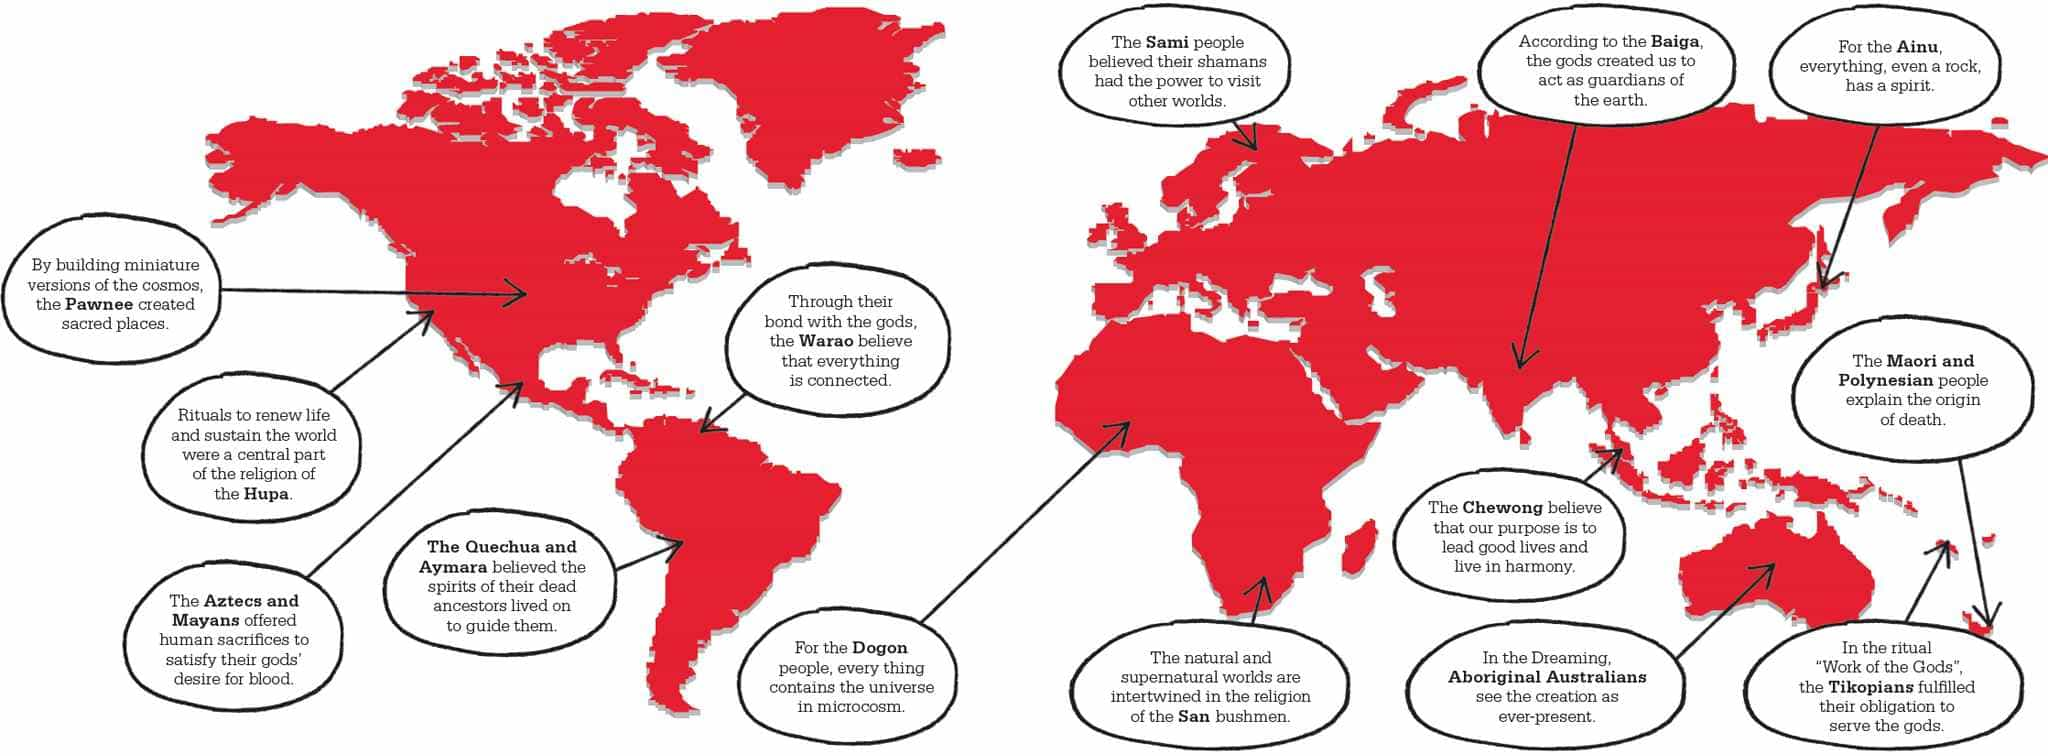 The Sami people
believed their shamans
had the power to visit
other worlds.
According to the Baiga,
the gods created us to
act as guardians of
the earth.
For the Ainu,
everything, even a rock,
has a spirit.
By building miniature
versions of the cosmos,
the Pawnee created
sacred places.
Through their
bond with the gods,
the Warao believe
that everything
is connected.
The Maori and
Polynesian people
explain the origin
of death.
Rituals to renew life
and sustain the world
were a central part
of the religion of
the Hupa.
The Chewong believe
that our purpose is to
lead good lives and
live in harmony.
The Quechua and
Aymara believed the
spirits of their dead
ancestors lived on
to guide them.
The Aztecs and
Mayans offered
human sacrifices to
satisfy their gods’
desire for blood.
For the Dogon
people, every thing
contains the universe
in microcosm.
The natural and
supernatural worlds are
intertwined in the religion
of the San bushmen.
In the Dreaming,
Aboriginal Australians
see the creation as
ever-present.
In the ritual
“Work of the Gods”,
the Tikopians fulfilled
their obligation to
serve the gods.